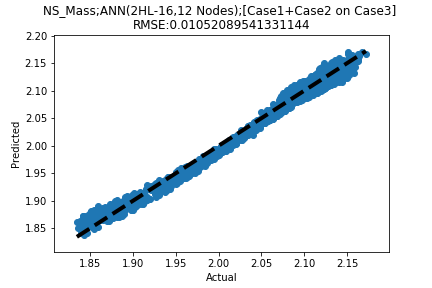 NS_Mass;ANN(2HL-16,12 Nodes);[Case1+Case2 on Case3]
RMSE:0.01052089541331144
2.20
2.15
2.10
2.05
2.00
1.95
1.90
1.85
Predicted
1.85 1.90 1.95 2.00 2.05 2.10 2.15
Actual